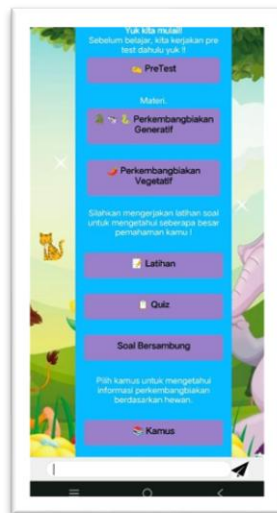 Yuk kita mulai!!
Sebelum belajar, kita kerjakan pre
test dahulu yuk !!
PreTest
Materi.
Perkembangbiakan
Generatif
Perkembangbiakan
Vegetatif
Silahkan mengerjakan latihan soal
untuk mengetahui seberapa besar
pemahaman kamu !
Latihan
Quiz
Soal Bersambung
Pilih kamus untuk mengetahui
informasi perkembangbiakan
berdasarkan hewan.
Kamus